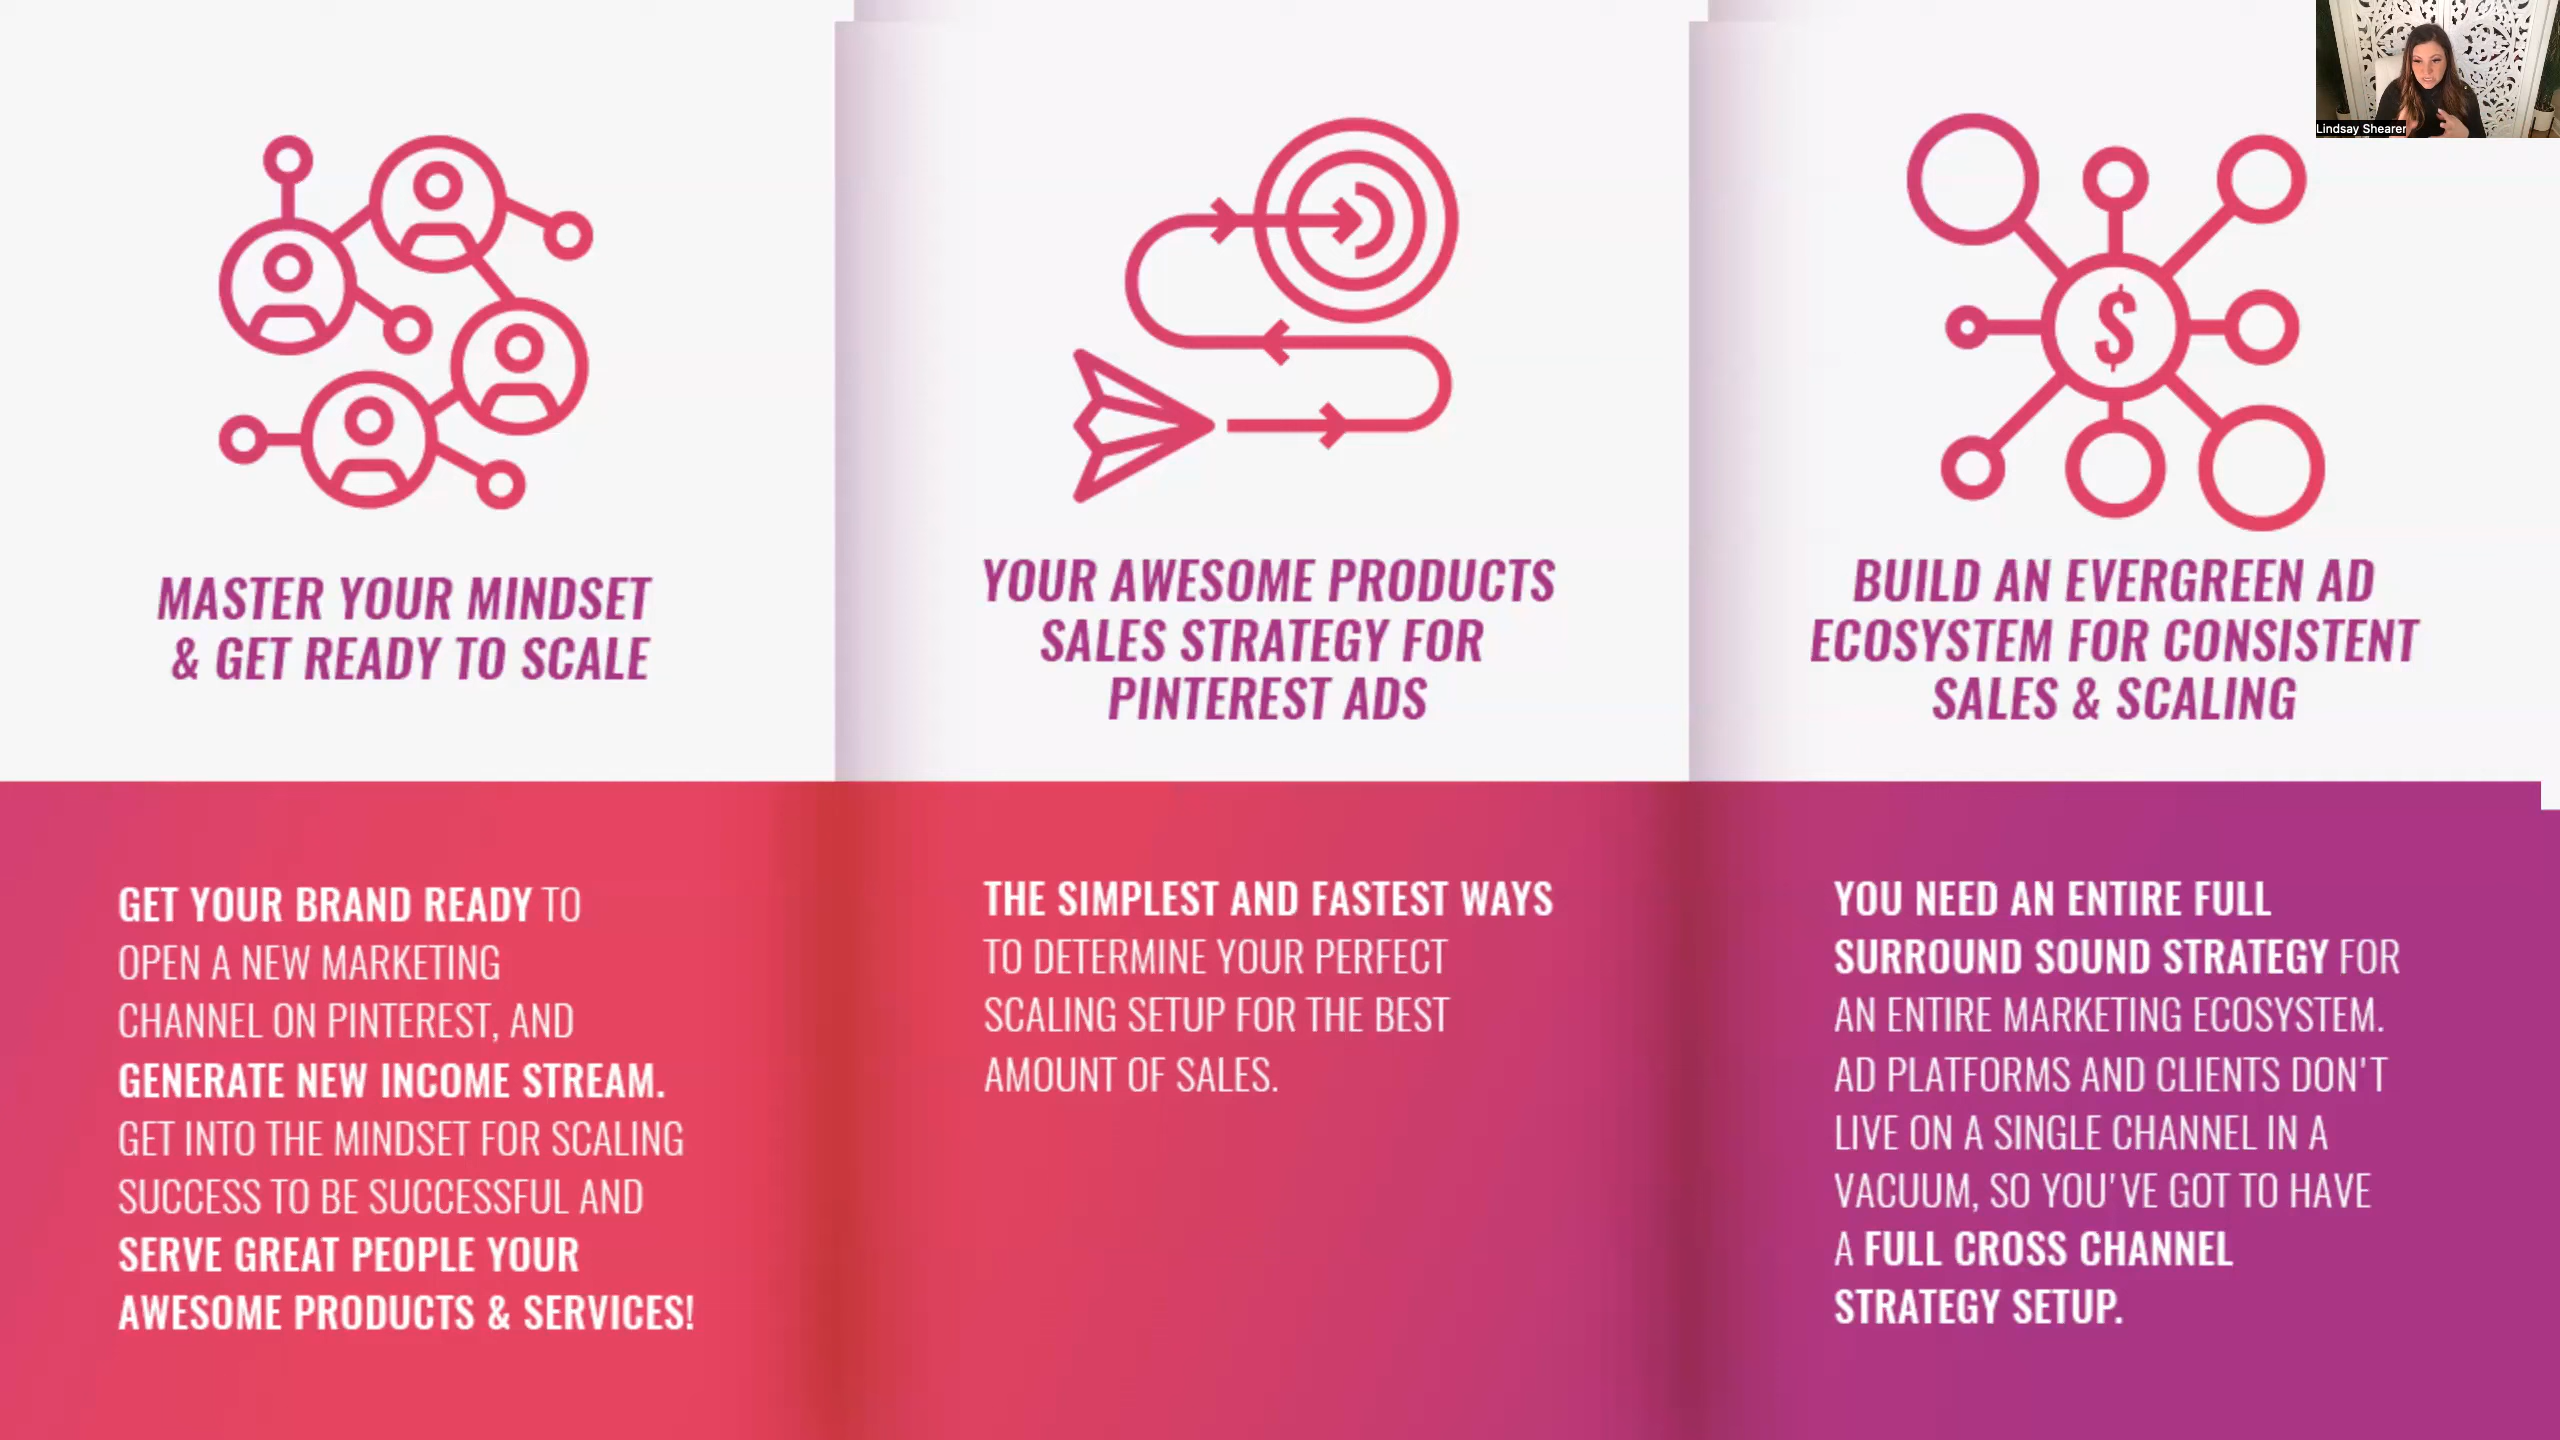 Lindsay Shearer
MASTER YOUR MINDSET
& GET READY TO SCALE
GET YOUR BRAND READY TO
OPEN A NEW MARKETING
CHANNEL ON PINTEREST, AND
GENERATE NEW INCOME STREAM.
GET INTO THE MINDSET FOR SCALING
SUCCESS TO BE SUCCESSFUL AND
SERVE GREAT PEOPLE YOUR
AWESOME PRODUCTS & SERVICES!
YOUR AWESOME PRODUCTS
SALES STRATEGY FOR
PINTEREST ADS
THE SIMPLEST AND FASTEST WAYS
TO DETERMINE YOUR PERFECT
SCALING SETUP FOR THE BEST
AMOUNT OF SALES.
$
BUILD AN EVERGREEN AD
ECOSYSTEM FOR CONSISTENT
SALES & SCALING
YOU NEED AN ENTIRE FULL
SURROUND SOUND STRATEGY FOR
AN ENTIRE MARKETING ECOSYSTEM.
AD PLATFORMS AND CLIENTS DON'T
LIVE ON A SINGLE CHANNEL IN A
VACUUM, SO YOU'VE GOT TO HAVE
A FULL CROSS CHANNEL
STRATEGY SETUP.